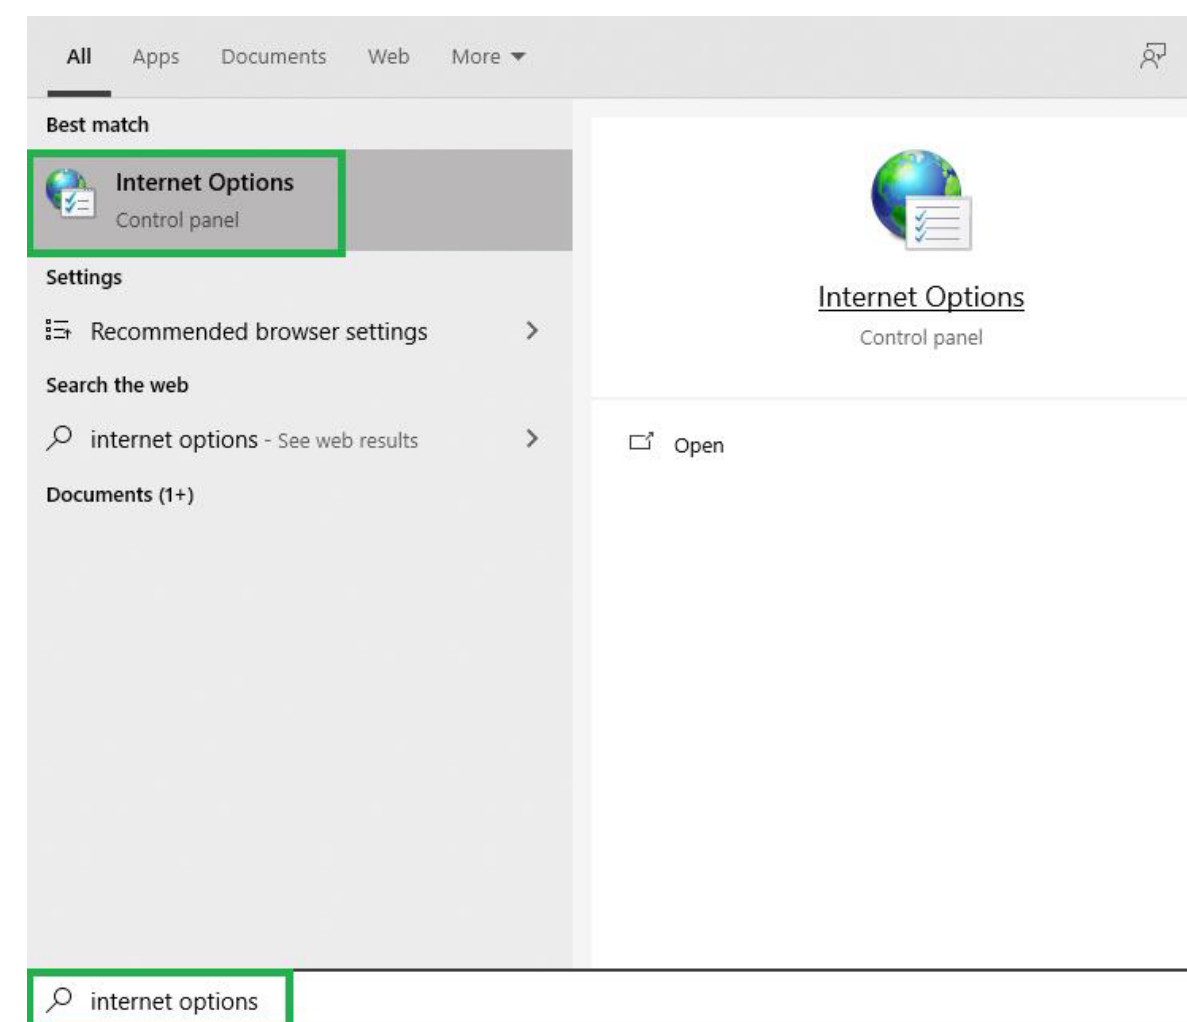 All Apps Documents Web More
Best match
Internet Options
Control panel
Settings
Recommended browser settings
Search the web
internet options - See web results
Documents (1+)
Internet Options
Control panel
Open
internet options